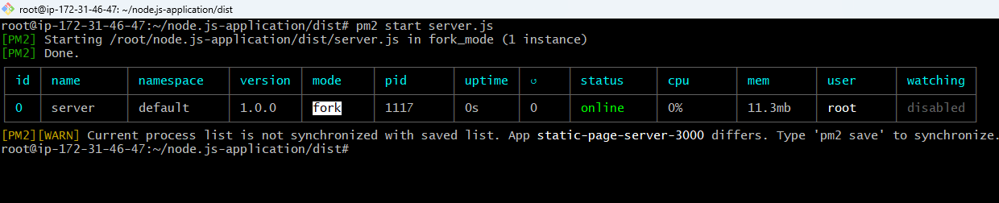 root@ip-172-31-46-47: ~/node.js-application/dist
root@ip-172-31-46-47:~/node.js-application/dist# pm2 start server.js
[PM2] Starting /root/node.js-application/dist/server.js in fork_mode (1 instance)
[PM2] Done.
id name namespace version mode pid uptime ↺ status cpu mem user watching
0 server default 1.0.0 fork 1117 0s 0 online 0% 11.3mb root disabled
[PM2][WARN] Current process list is not synchronized with saved list. App static-page-server-3000 differs. Type 'pm2 save' to synchronize.
root@ip-172-31-46-47:~/node.js-application/dist#